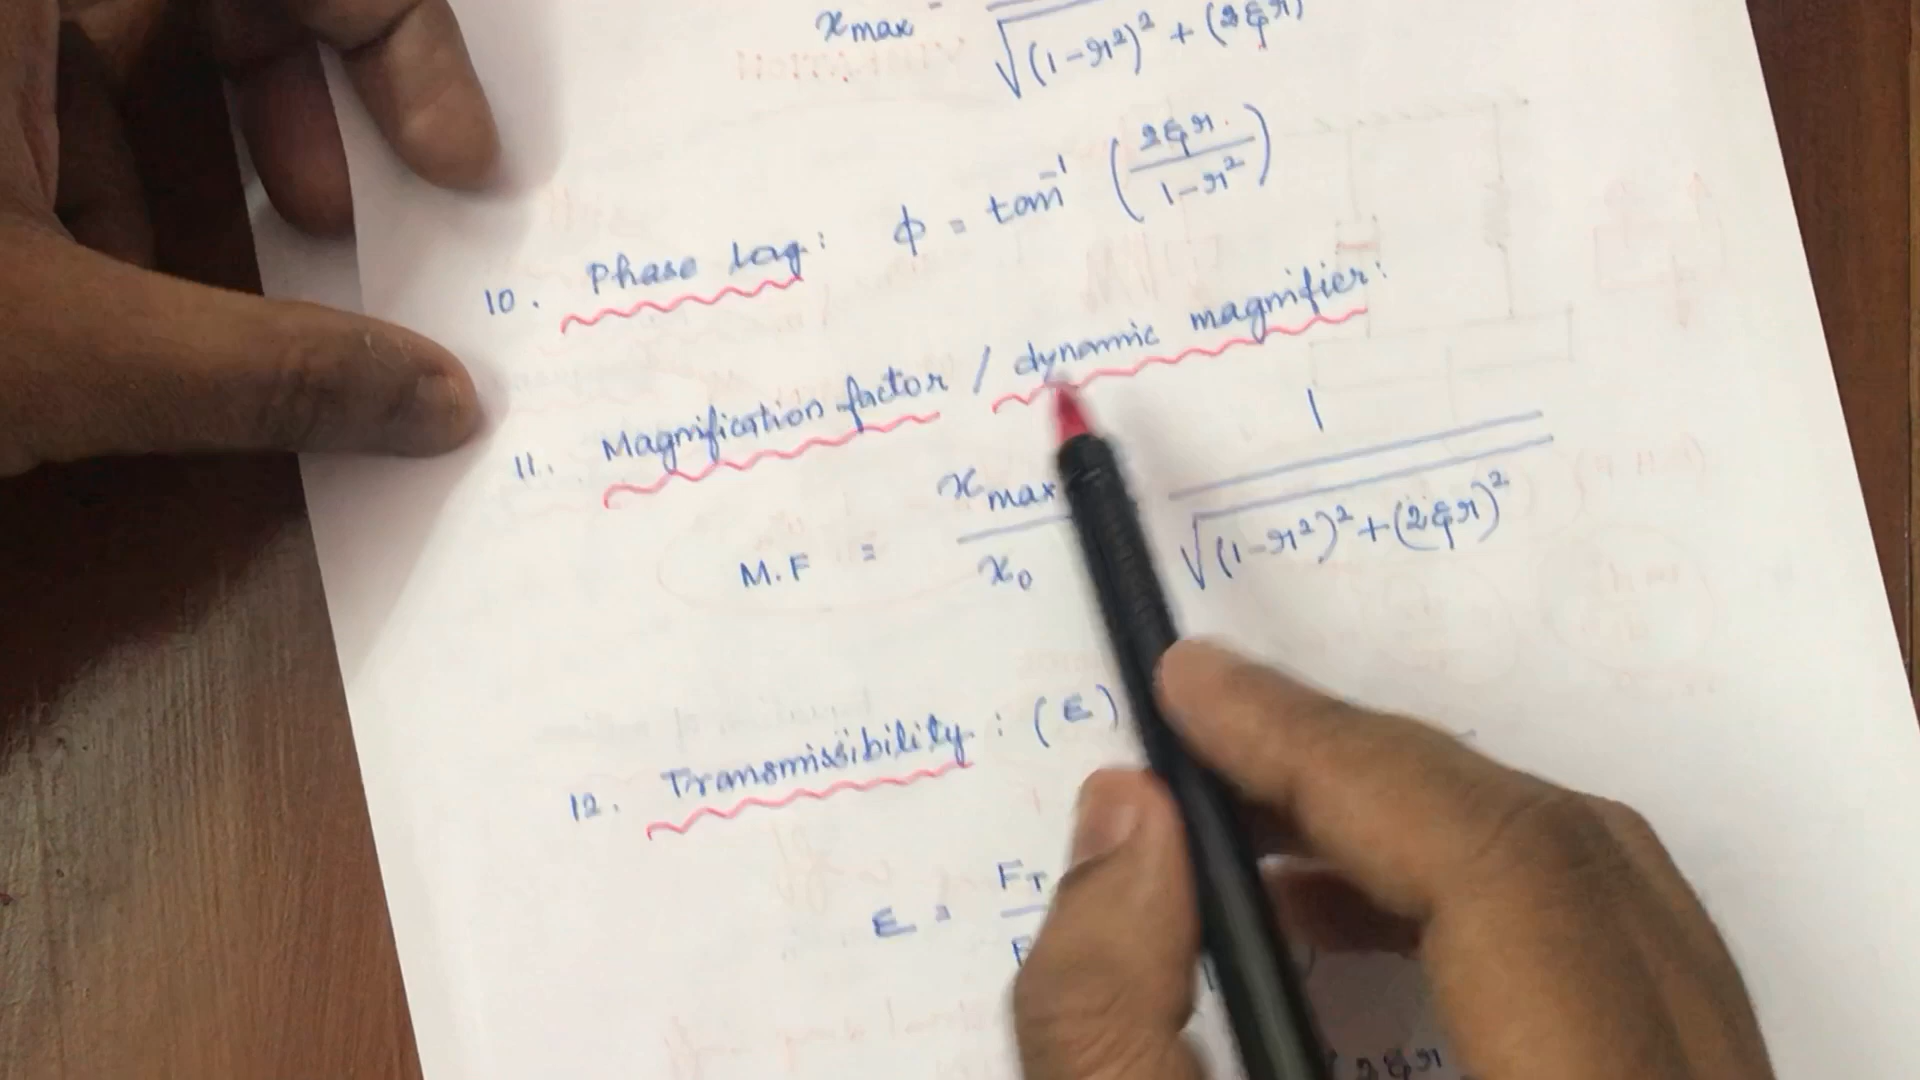 xmax =
√(1-r²)² + (2ξr)
10. Phase lag: ϕ = tan⁻¹ (2ξr / 1-r²)
11. Magnification factor / dynamic magnifier:
M.F = xmax / x₀ 1 / √(1-r²)² + (2ξr)²
12. Transmissibility: (ε)
ε = FT / F
2ξr